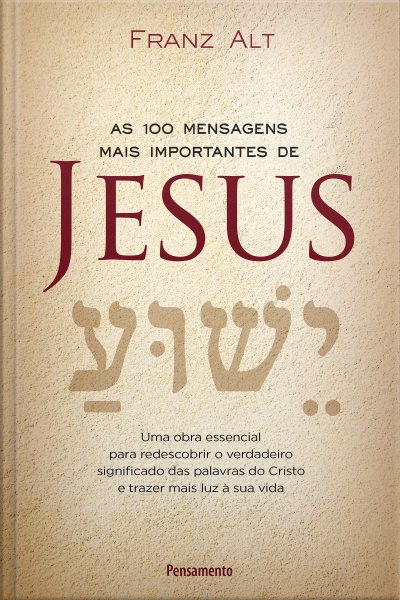 FRANZ ALT
AS 100 MENSAGENS
MAIS IMPORTANTES DE
JESUS
יֵשׁוּעַ
Uma obra essencial
para redescobrir o verdadeiro
significado das palavras do Cristo
e trazer mais luz à sua vida
Pensamento